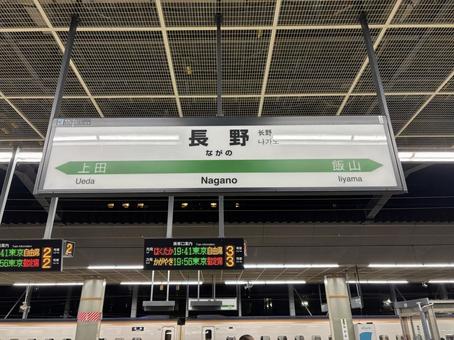 長野
长野
나가노
ながの
上田
飯山
Ueda
Nagano
Iiyama
はくたか 19:41 東京 自由席 3
かがやき 19:56 東京 指定席 3
41 東京 自由席 2
56 東京 指定席 2
2